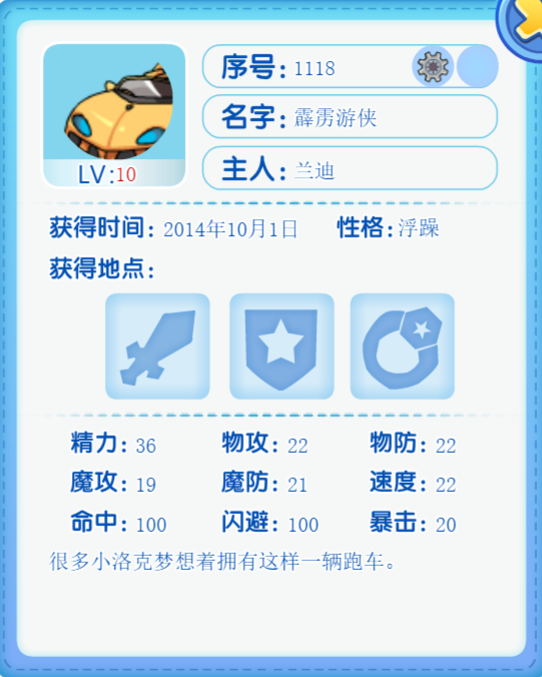 序号: 1118
名字: 霹雳游侠
LV:10
主人: 兰迪
获得时间: 2014年10月1日 性格: 浮躁
获得地点:
精力: 36 物攻: 22 物防: 22
魔攻: 19 魔防: 21 速度: 22
命中: 100 闪避: 100 暴击: 20
很多小洛克梦想着拥有这样一辆跑车。